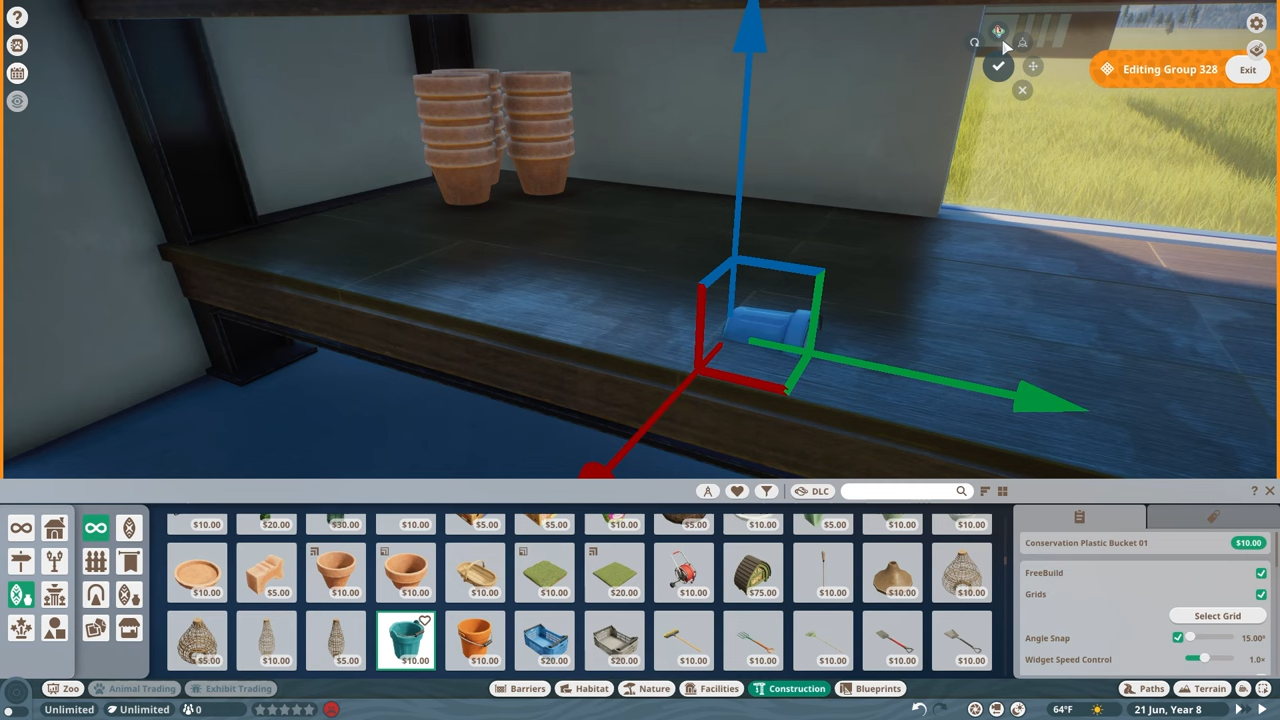 ?
Editing Group 328
Exit
DLC
? ×
$10.00 $20.00 $30.00 $10.00 $5.00 $5.00 $10.00 $5.00 $10.00 $5.00 $10.00 $10.00
$10.00 $5.00 $10.00 $10.00 $10.00 $10.00 $20.00 $10.00 $75.00 $10.00 $10.00 $10.00
$5.00 $10.00 $5.00 $10.00 $10.00 $20.00 $20.00 $10.00 $10.00 $10.00 $10.00 $10.00
Conservation Plastic Bucket 01 $10.00
FreeBuild
Grids
Select Grid
Angle Snap 15.00°
Widget Speed Control 1.0×
Zoo Animal Trading Exhibit Trading Barriers Habitat Nature Facilities Construction Blueprints Paths Terrain
Unlimited Unlimited 0 64°F 21 Jun, Year 8